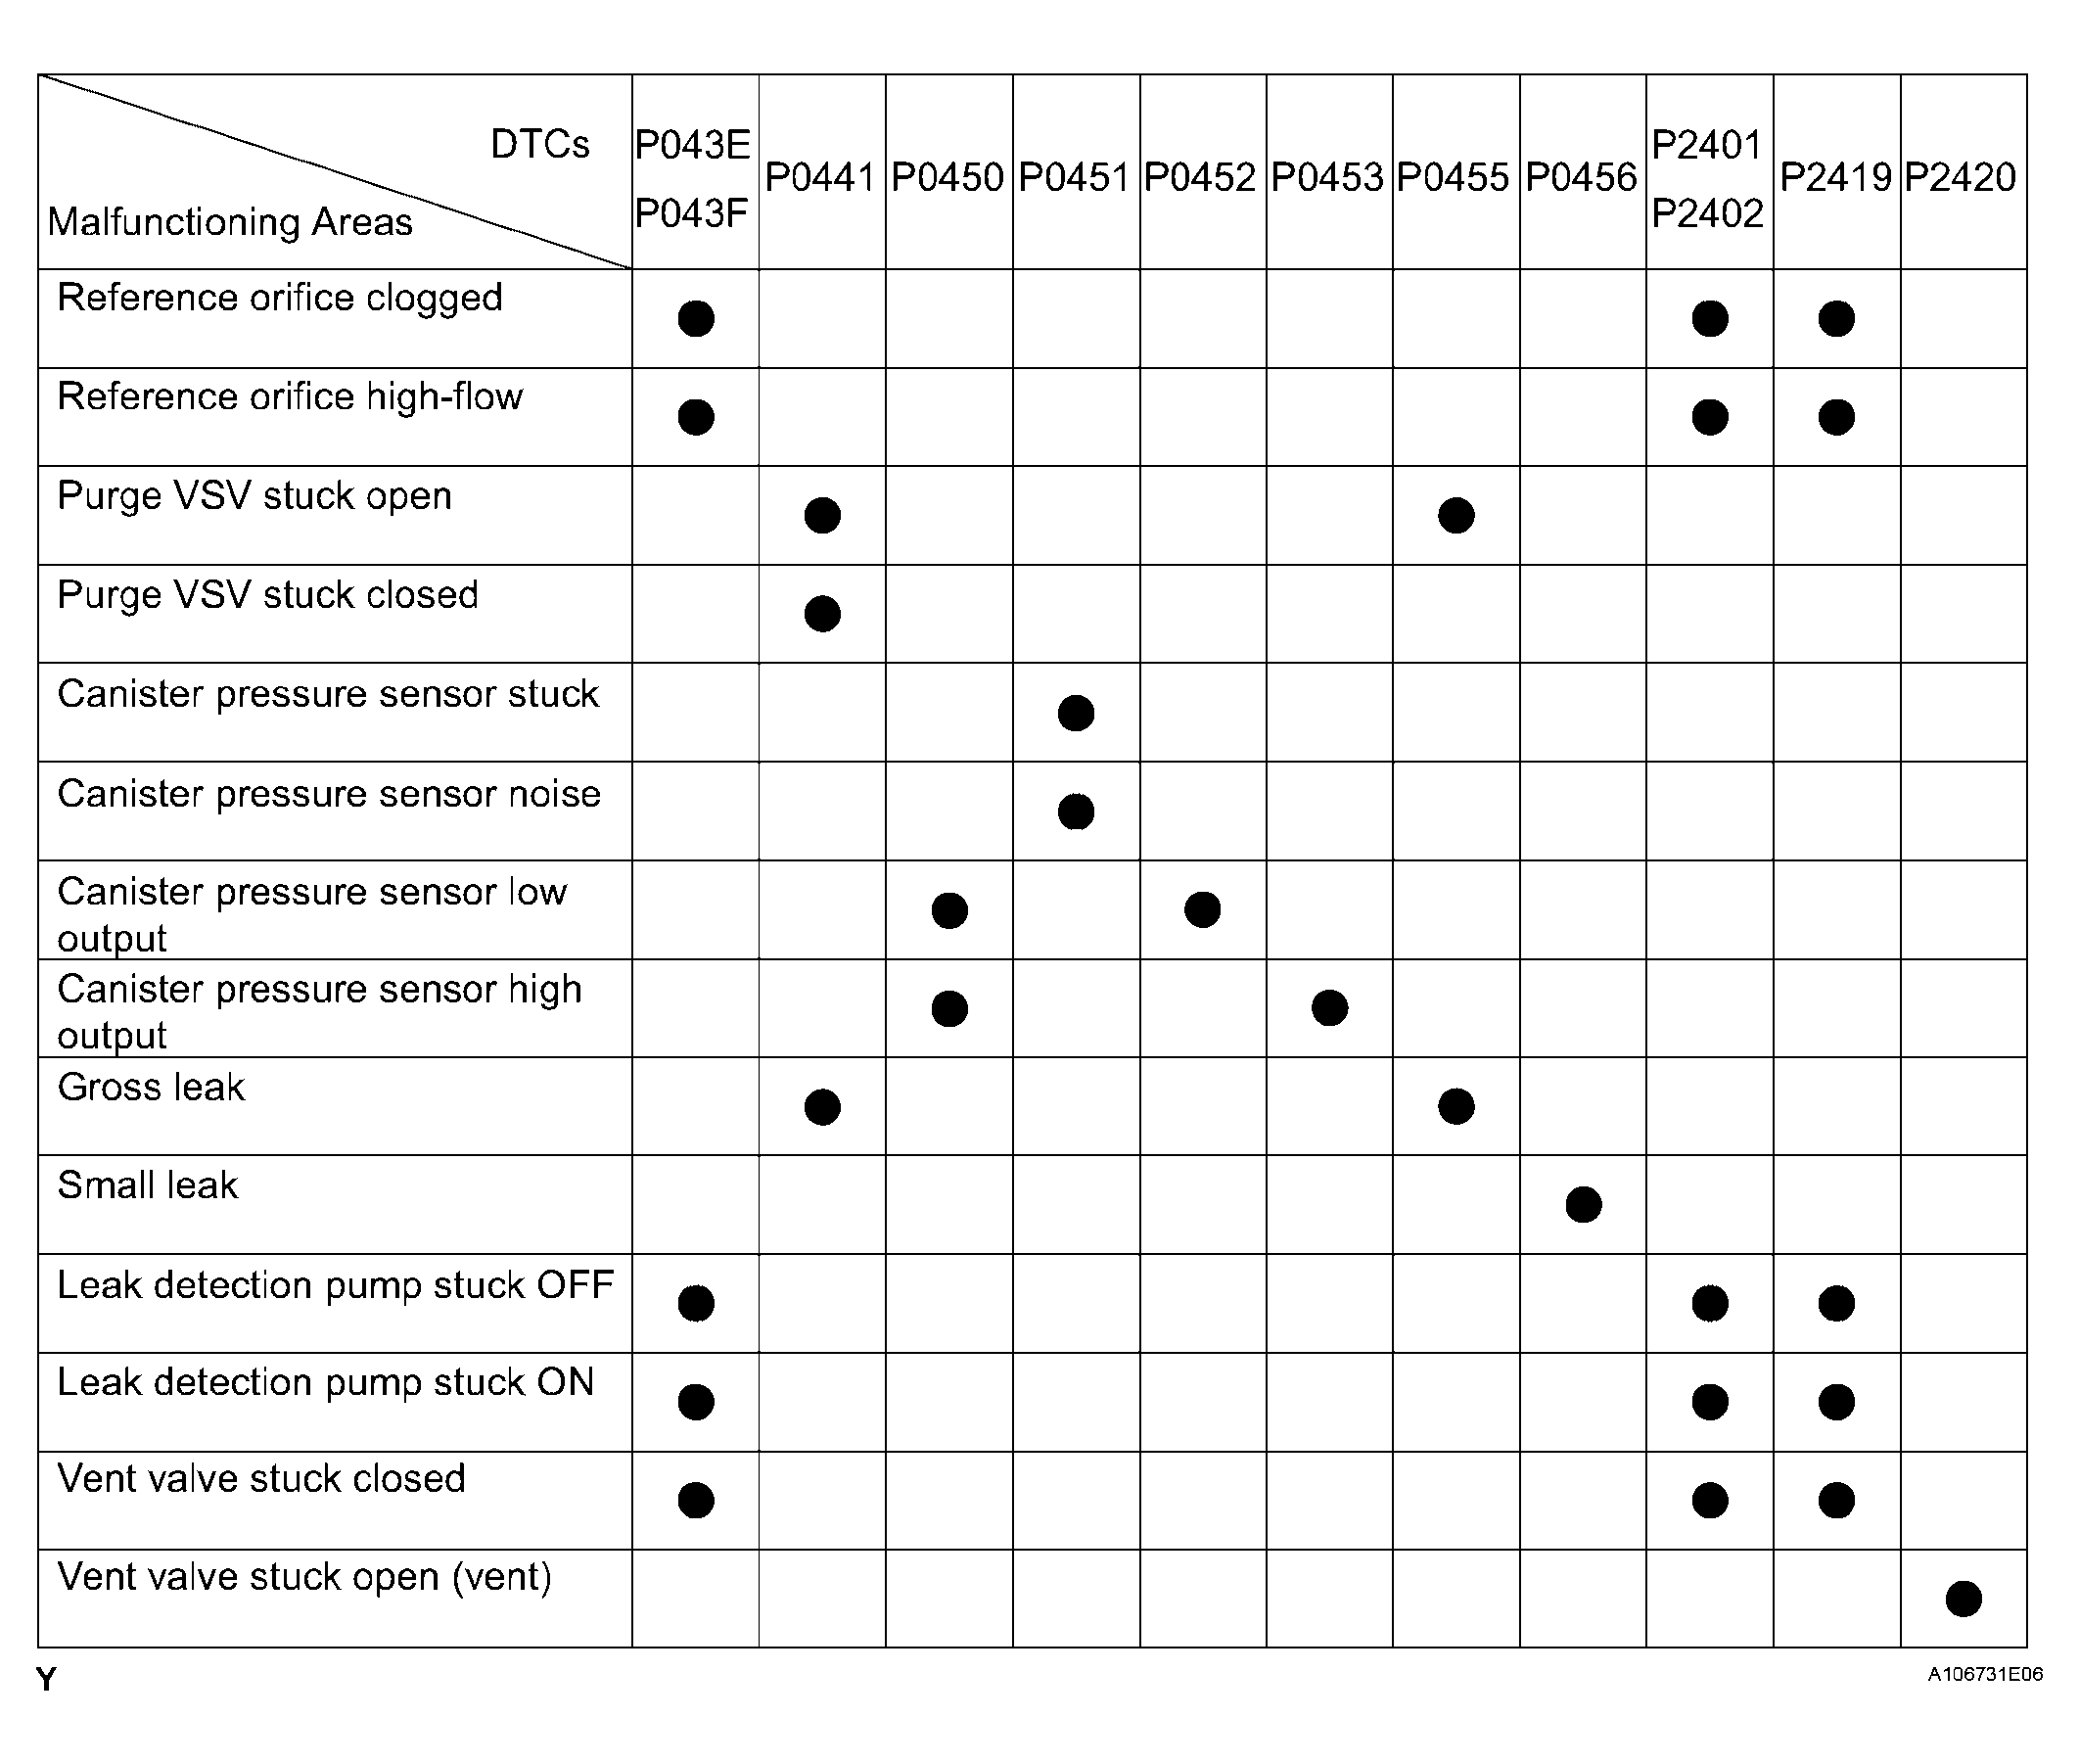 DTCs
Malfunctioning Areas
P043E
P043F
P0441
P0450
P0451
P0452
P0453
P0455
P0456
P2401
P2402
P2419
P2420
Reference orifice clogged
Reference orifice high-flow
Purge VSV stuck open
Purge VSV stuck closed
Canister pressure sensor stuck
Canister pressure sensor noise
Canister pressure sensor low
output
Canister pressure sensor high
output
Gross leak
Small leak
Leak detection pump stuck OFF
Leak detection pump stuck ON
Vent valve stuck closed
Vent valve stuck open (vent)
Y
A106731E06